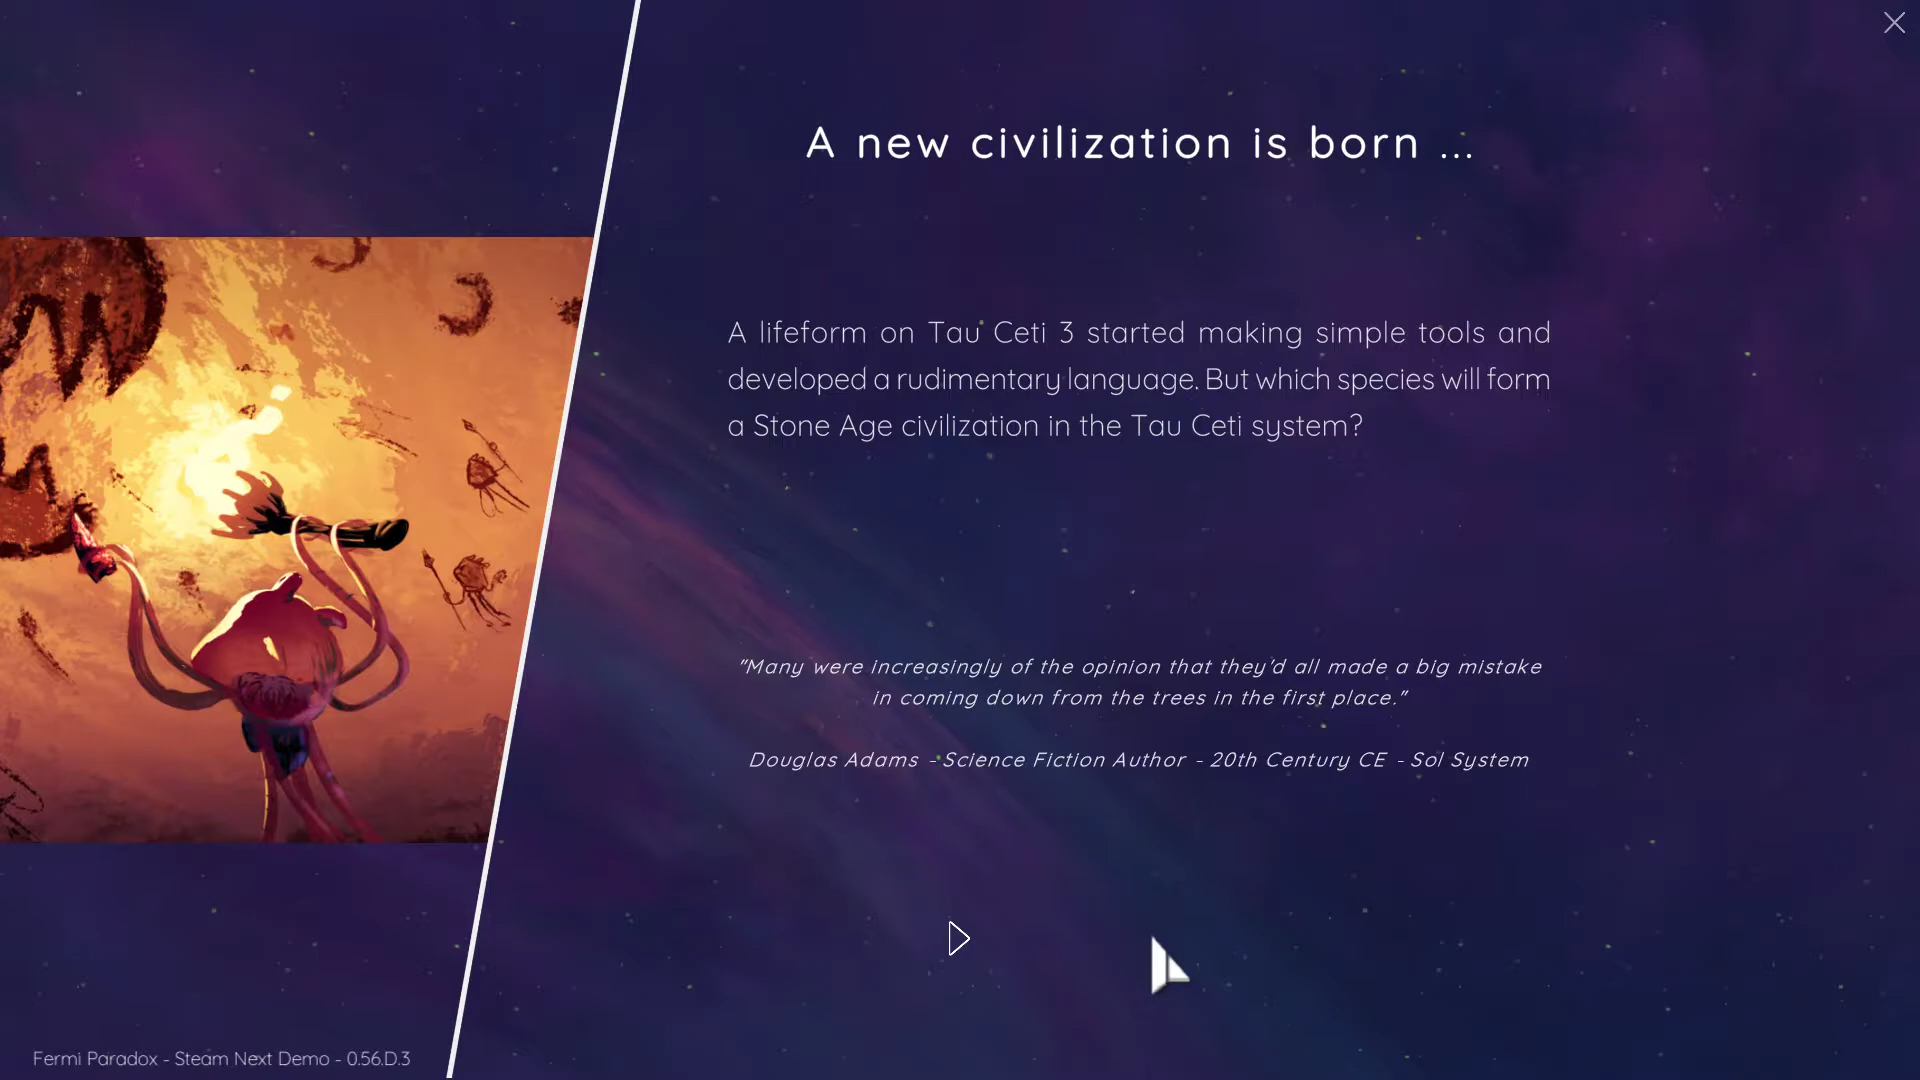 A new civilization is born ...
A lifeform on Tau Ceti 3 started making simple tools and
developed a rudimentary language. But which species will form
a Stone Age civilization in the Tau Ceti system?
"Many were increasingly of the opinion that they'd all made a big mistake
in coming down from the trees in the first place."
Douglas Adams - Science Fiction Author - 20th Century CE - Sol System
Fermi Paradox - Steam Next Demo - 0.56.D.3